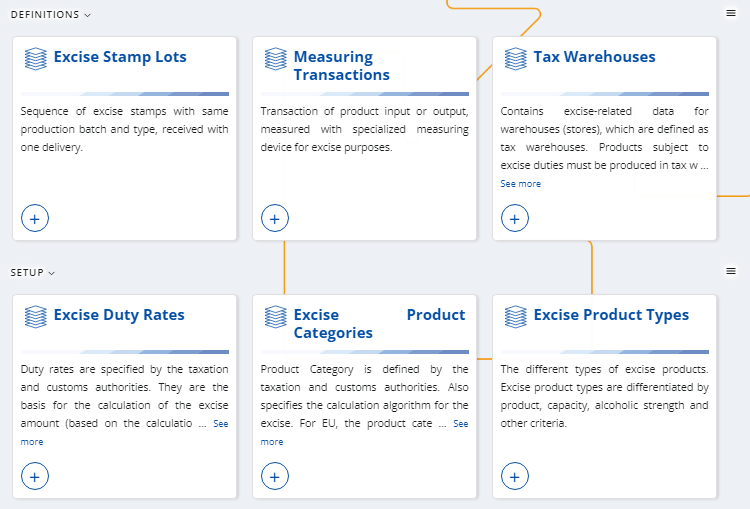 DEFINITIONS
Excise Stamp Lots
Sequence of excise stamps with same
production batch and type, received with
one delivery.
Measuring
Transactions
Transaction of product input or output,
measured with specialized measuring
device for excise purposes.
Tax Warehouses
Contains excise-related data for
warehouses (stores), which are defined as
tax warehouses. Products subject to
excise duties must be produced in tax w ...
See more
SETUP
Excise Duty Rates
Duty rates are specified by the taxation
and customs authorities. They are the
basis for the calculation of the excise
amount (based on the calculatio ... See
more
Excise Product
Categories
Product Category is defined by the
taxation and customs authorities. Also
specifies the calculation algorithm for the
excise. For EU, the product cate ... See
more
Excise Product Types
The different types of excise products.
Excise product types are differentiated by
product, capacity, alcoholic strength and
other criteria.